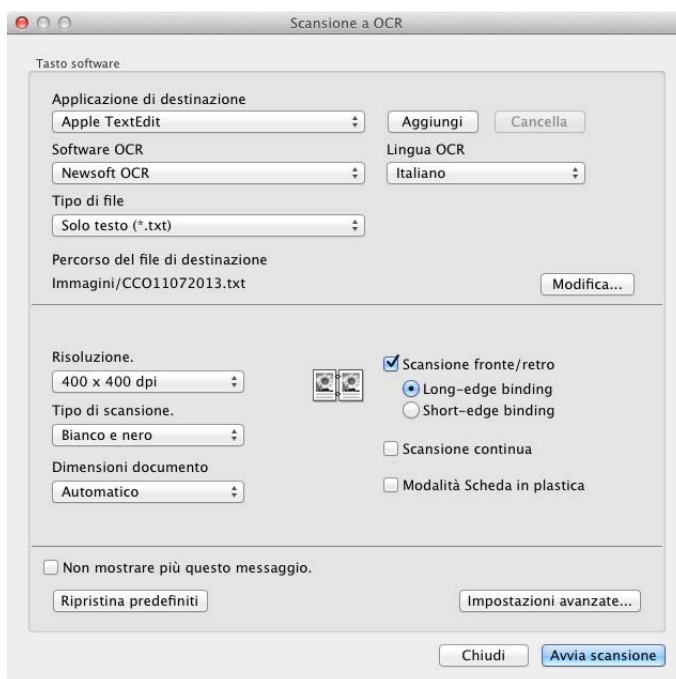 Scansione a OCR
Tasto software
Applicazione di destinazione
Apple TextEdit
Aggiungi
Cancella
Software OCR
Lingua OCR
Newsoft OCR
Italiano
Tipo di file
Solo testo (*.txt)
Percorso del file di destinazione
Immagini/CCO11072013.txt
Modifica...
Risoluzione.
400 x 400 dpi
Tipo di scansione.
Bianco e nero
Dimensioni documento
Automatico
Scansione fronte/retro
Long-edge binding
Short-edge binding
Scansione continua
Modalità Scheda in plastica
Non mostrare più questo messaggio.
Ripristina predefiniti
Impostazioni avanzate...
Chiudi
Avvia scansione